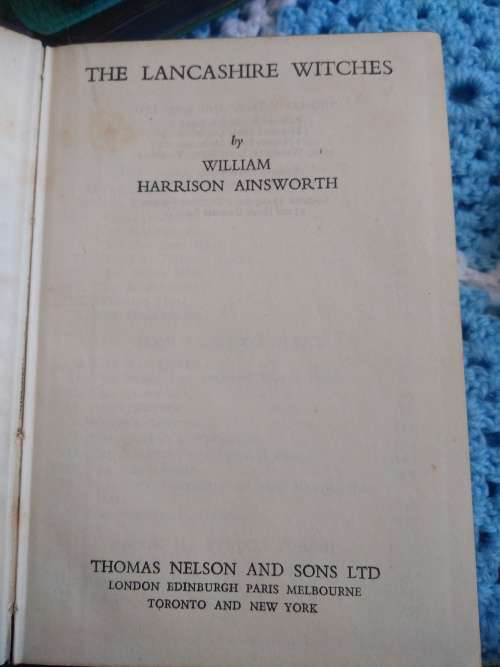 THE LANCASHIRE WITCHES
by
WILLIAM
HARRISON AINSWORTH
THOMAS NELSON AND SONS LTD
LONDON EDINBURGH PARIS MELBOURNE
TORONTO AND NEW YORK